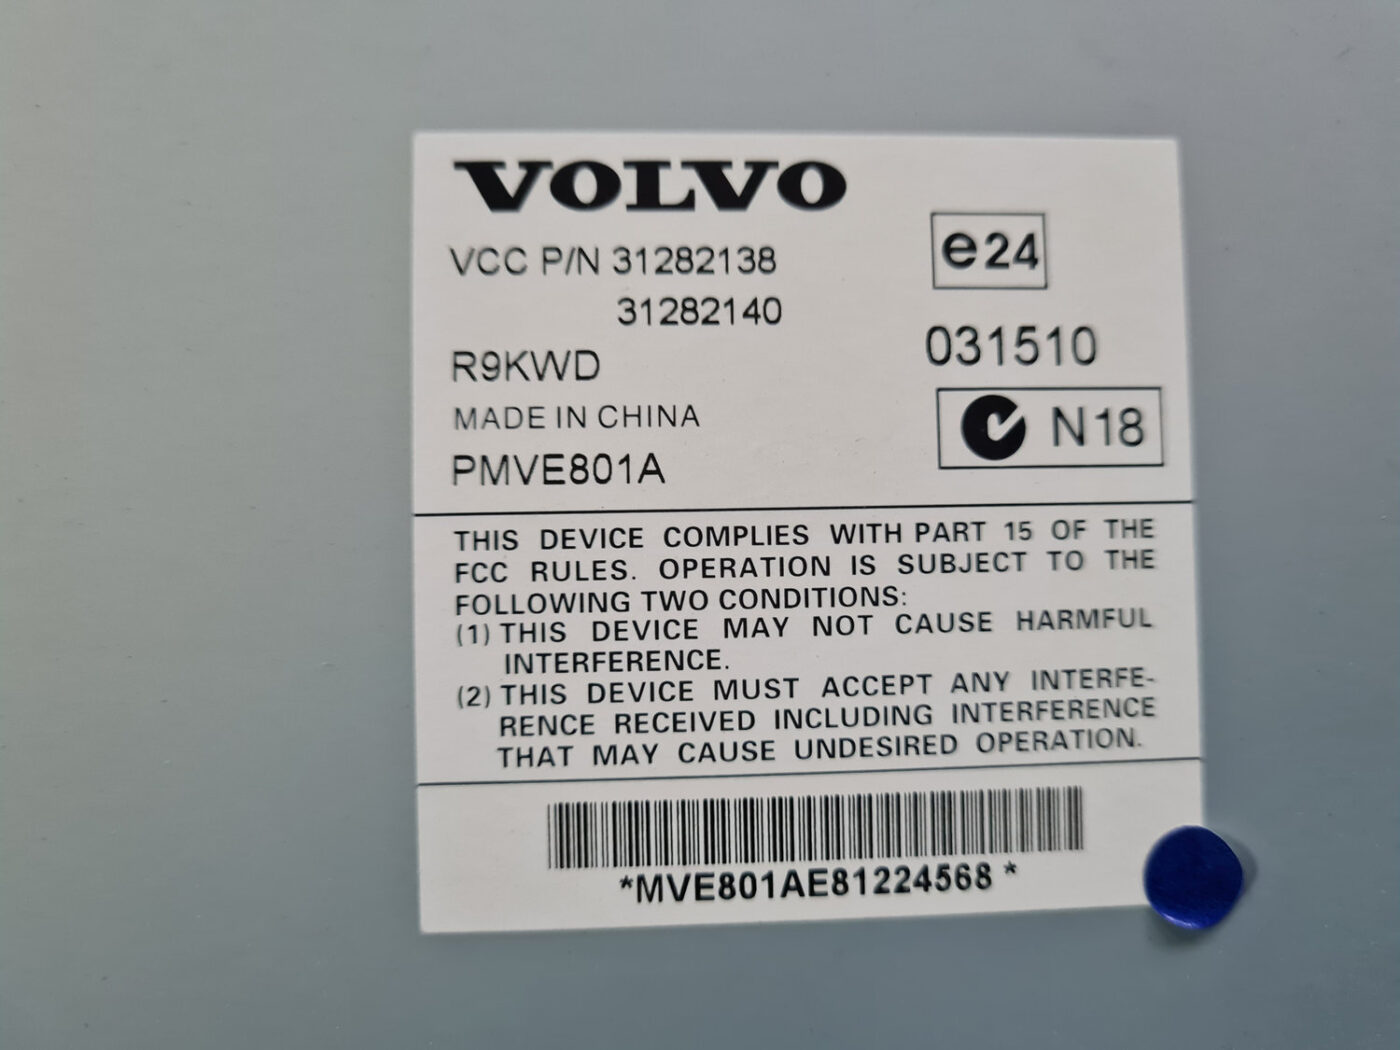 VOLVO
VCC P/N 31282138
31282140
e24
R9KWD
031510
MADE IN CHINA
N18
PMVE801A
THIS DEVICE COMPLIES WITH PART 15 OF THE
FCC RULES. OPERATION IS SUBJECT TO THE
FOLLOWING TWO CONDITIONS:
(1) THIS DEVICE MAY NOT CAUSE HARMFUL
INTERFERENCE.
(2) THIS DEVICE MUST ACCEPT ANY INTERFE-
RENCE RECEIVED INCLUDING INTERFERENCE
THAT MAY CAUSE UNDESIRED OPERATION.
*MVE801AE81224568*